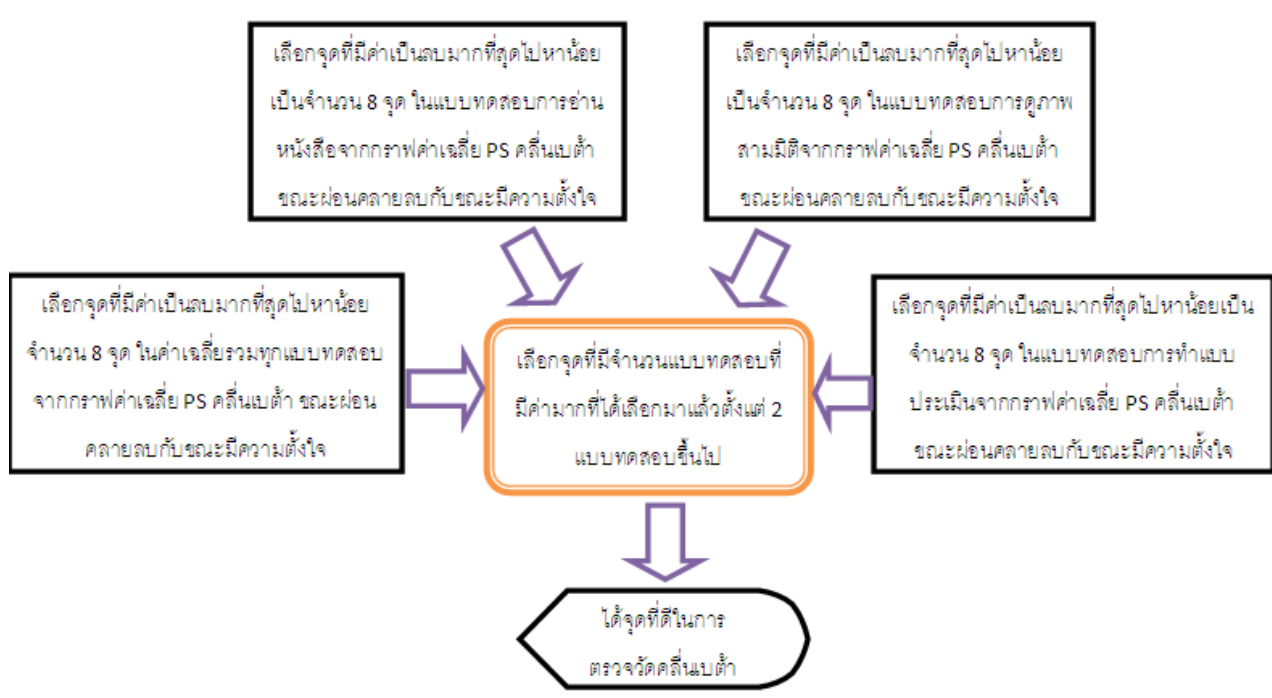 เลือกจุดที่มีค่าเป็นลบมากที่สุดไปหาน้อย
เป็นจำนวน 8 จุด ในแบบทดสอบการอ่าน
หนังสือจากกราฟค่าเฉลี่ย PS คลื่นเบต้า
ขณะผ่อนคลายลบกับขณะมีความตั้งใจ
เลือกจุดที่มีค่าเป็นลบมากที่สุดไปหาน้อย
เป็นจำนวน 8 จุด ในแบบทดสอบการดูภาพ
สามมิติจากกราฟค่าเฉลี่ย PS คลื่นเบต้า
ขณะผ่อนคลายลบกับขณะมีความตั้งใจ
เลือกจุดที่มีค่าเป็นลบมากที่สุดไปหาน้อย
จำนวน 8 จุด ในค่าเฉลี่ยรวมทุกแบบทดสอบ
จากกราฟค่าเฉลี่ย PS คลื่นเบต้า ขณะผ่อน
คลายลบกับขณะมีความตั้งใจ
เลือกจุดที่มีจำนวนแบบทดสอบที่
มีค่ามากที่ได้เลือกมาแล้วตั้งแต่ 2
แบบทดสอบขึ้นไป
เลือกจุดที่มีค่าเป็นลบมากที่สุดไปหาน้อยเป็น
จำนวน 8 จุด ในแบบทดสอบการทำแบบ
ประเมินจากกราฟค่าเฉลี่ย PS คลื่นเบต้า
ขณะผ่อนคลายลบกับขณะมีความตั้งใจ
ได้จุดที่ดีในการ
ตรวจวัดคลื่นเบต้า